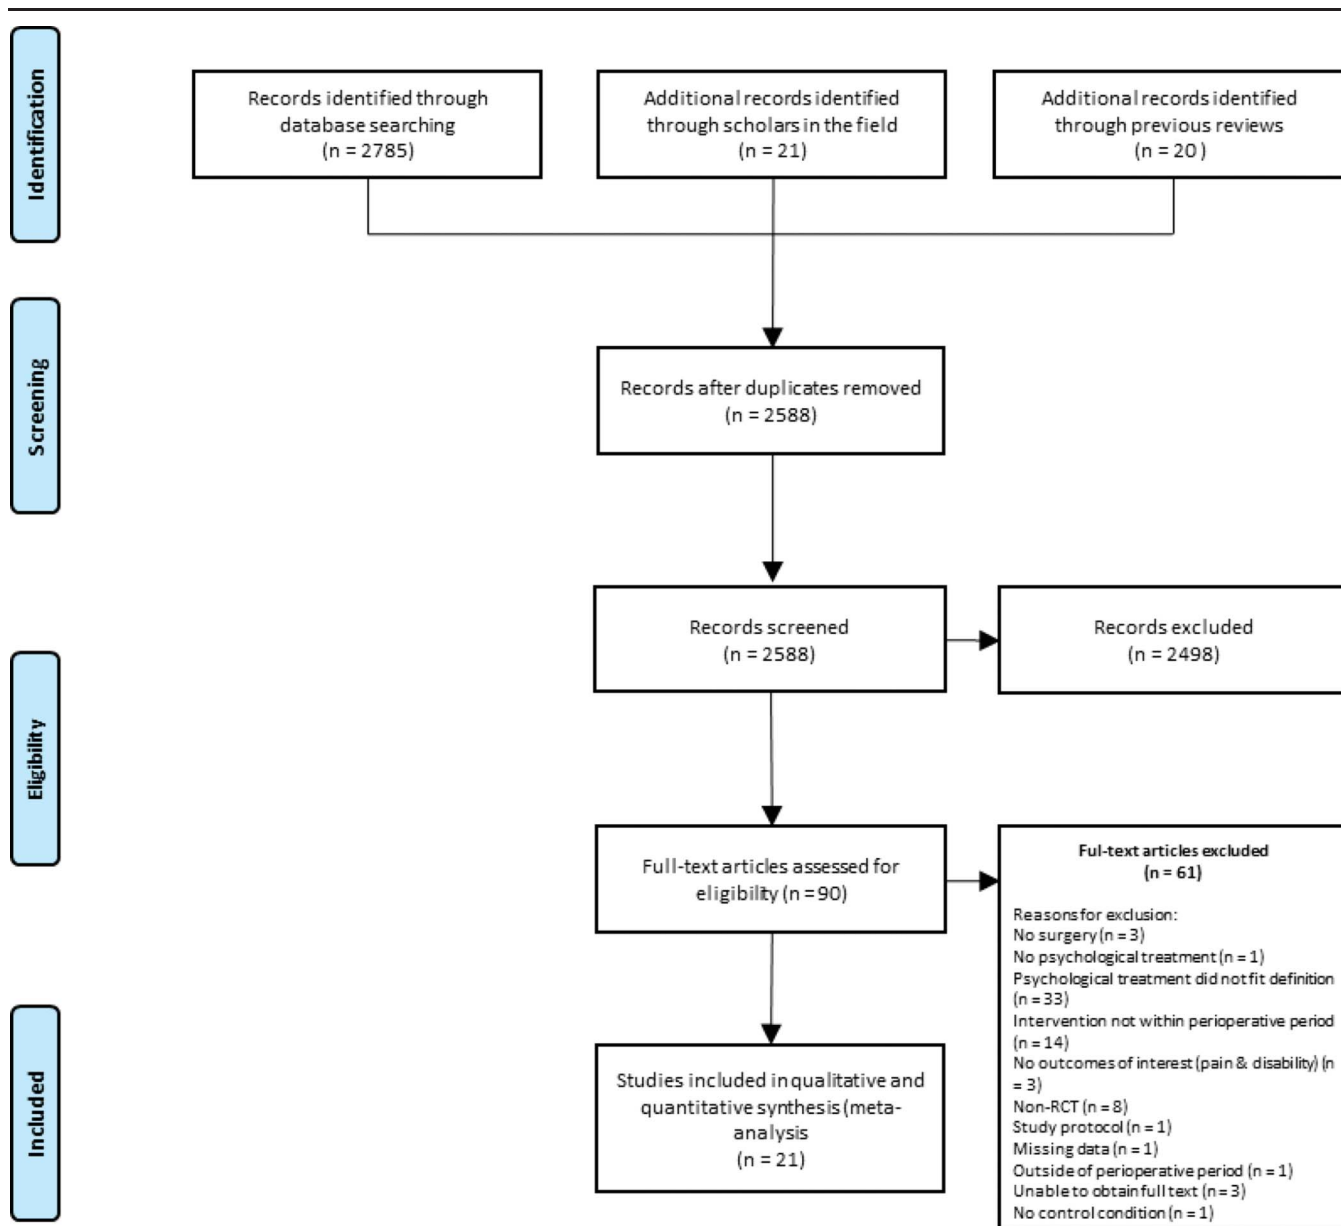 Identification
Records identified through
database searching
(n = 2785)
Additional records identified
through scholars in the field
(n = 21)
Additional records identified
through previous reviews
(n = 20 )
Screening
Records after duplicates removed
(n = 2588)
Records screened
(n = 2588)
Records excluded
(n = 2498)
Eligibility
Full-text articles assessed for
eligibility (n = 90)
Ful-text articles excluded
(n = 61)
Reasons for exclusion:
No surgery (n = 3)
No psychological treatment (n = 1)
Psychological treatment did not fit definition
(n = 33)
Intervention not within perioperative period
(n = 14)
No outcomes of interest (pain & disability) (n
= 3)
Non-RCT (n = 8)
Study protocol (n = 1)
Missing data (n = 1)
Outside of perioperative period (n = 1)
Unable to obtain full text (n = 3)
No control condition (n = 1)
Included
Studies included in qualitative and
quantitative synthesis (meta-
analysis
(n = 21)